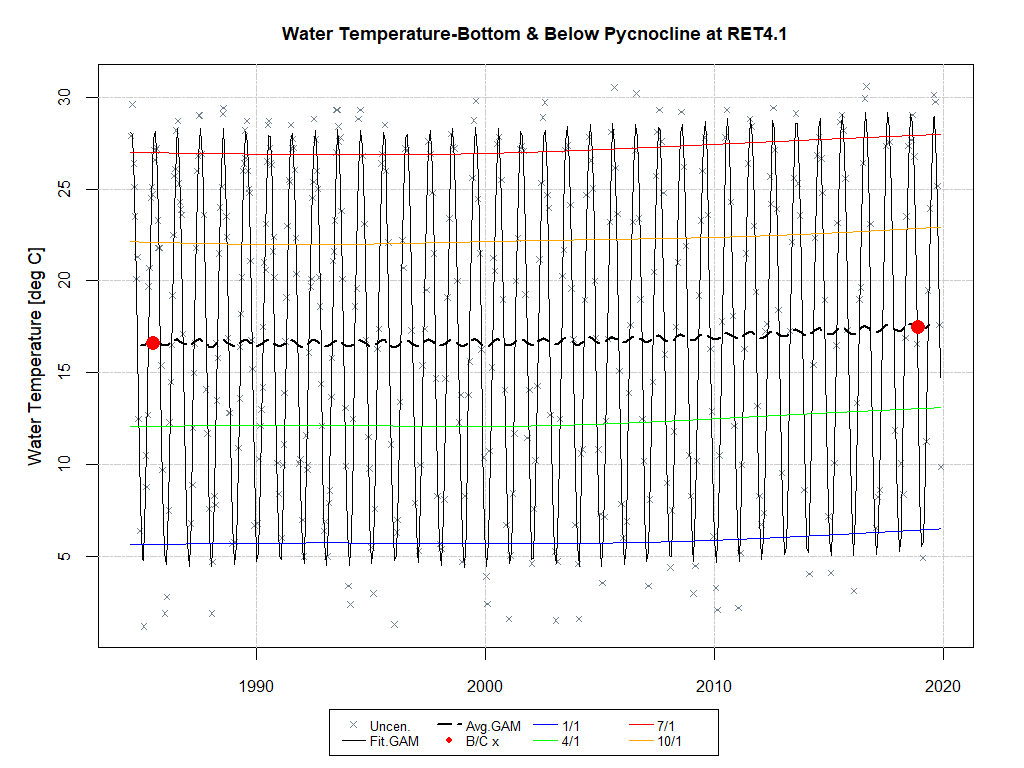 Water Temperature-Bottom & Below Pycnocline at RET4.1
Water Temperature [deg C]
30
25
20
15
10
5
1990
2000
2010
2020
Uncen.
Avg.GAM
1/1
7/1
Fit.GAM
B/C x
4/1
10/1